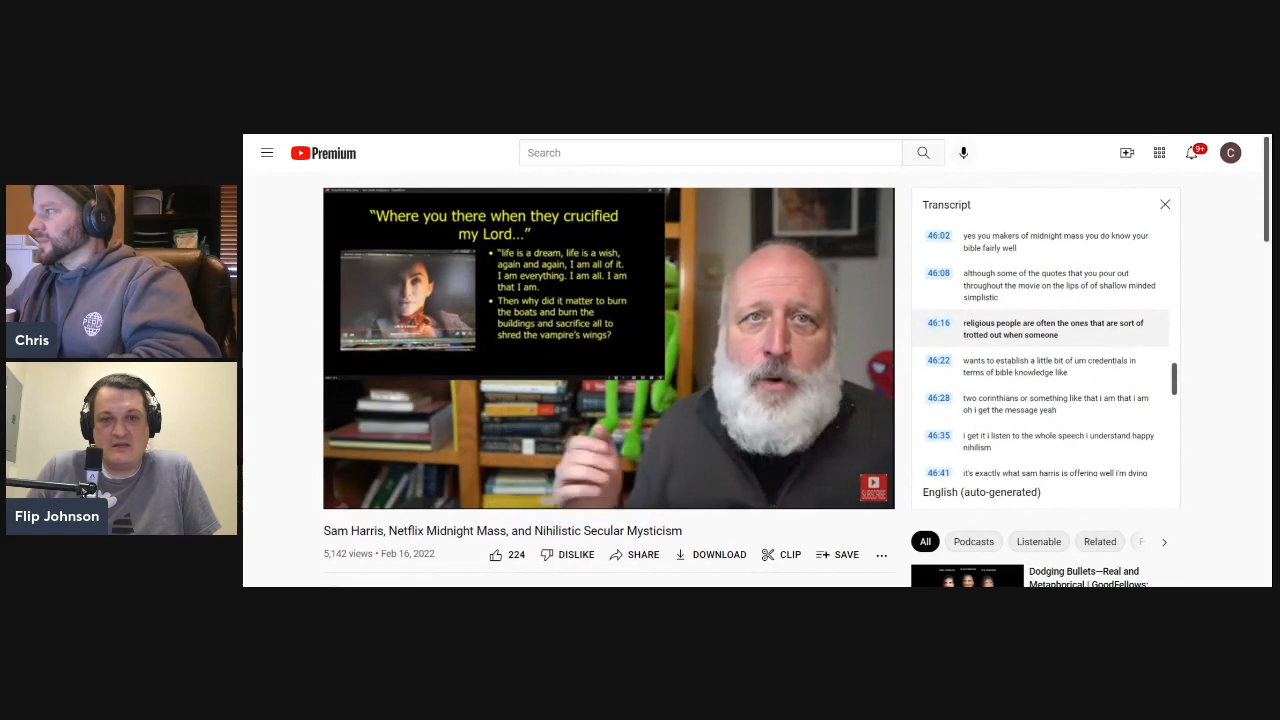 Premium
Search
9+
C
Chris
Flip Johnson
"Where you there when they crucified
my Lord..."
• "life is a dream, life is a wish,
again and again, I am all of it.
I am everything. I am all. I am
that I am.
• Then why did it matter to burn
the boats and burn the
buildings and sacrifice all to
shred the vampire's wings?
Sam Harris, Netflix Midnight Mass, and Nihilistic Secular Mysticism
5,142 views • Feb 16, 2022
224
DISLIKE
SHARE
DOWNLOAD
CLIP
SAVE
Transcript
46:02 yes you makers of midnight mass you do know your
bible fairly well
46:08 although some of the quotes that you pour out
throughout the movie on the lips of of shallow minded
simplistic
46:16 religious people are often the ones that are sort of
trotted out when someone
46:22 wants to establish a little bit of um credentials in
terms of bible knowledge like
46:28 two corinthians or something like that i am that i am
oh i get the message yeah
46:35 i get it i listen to the whole speech i understand happy
nihilism
46:41 it's exactly what sam harris is offering well i'm dying
English (auto-generated)
All
Podcasts
Listenable
Related
Dodging Bullets—Real and
Metaphorical | GoodFellows: